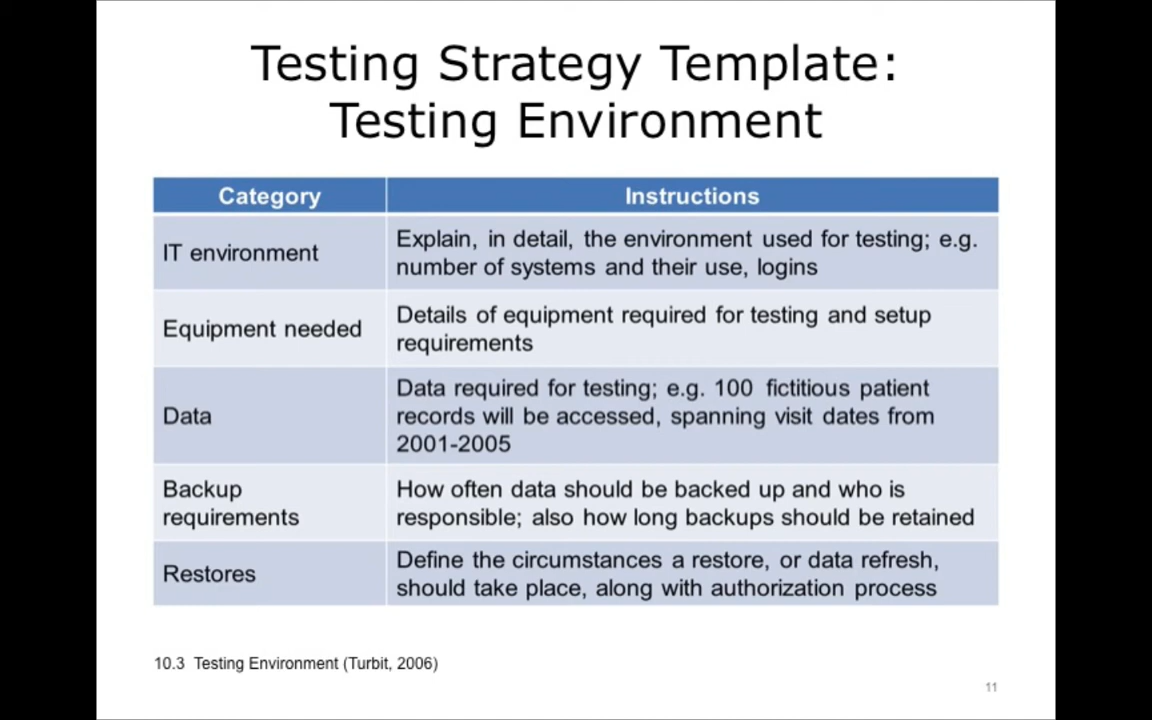 Testing Strategy Template:
Testing Environment
Category
Instructions
IT environment
Explain, in detail, the environment used for testing; e.g.
number of systems and their use, logins
Equipment needed
Details of equipment required for testing and setup
requirements
Data
Data required for testing; e.g. 100 fictitious patient
records will be accessed, spanning visit dates from
2001-2005
Backup
requirements
How often data should be backed up and who is
responsible; also how long backups should be retained
Restores
Define the circumstances a restore, or data refresh,
should take place, along with authorization process
10.3 Testing Environment (Turbit, 2006)
11